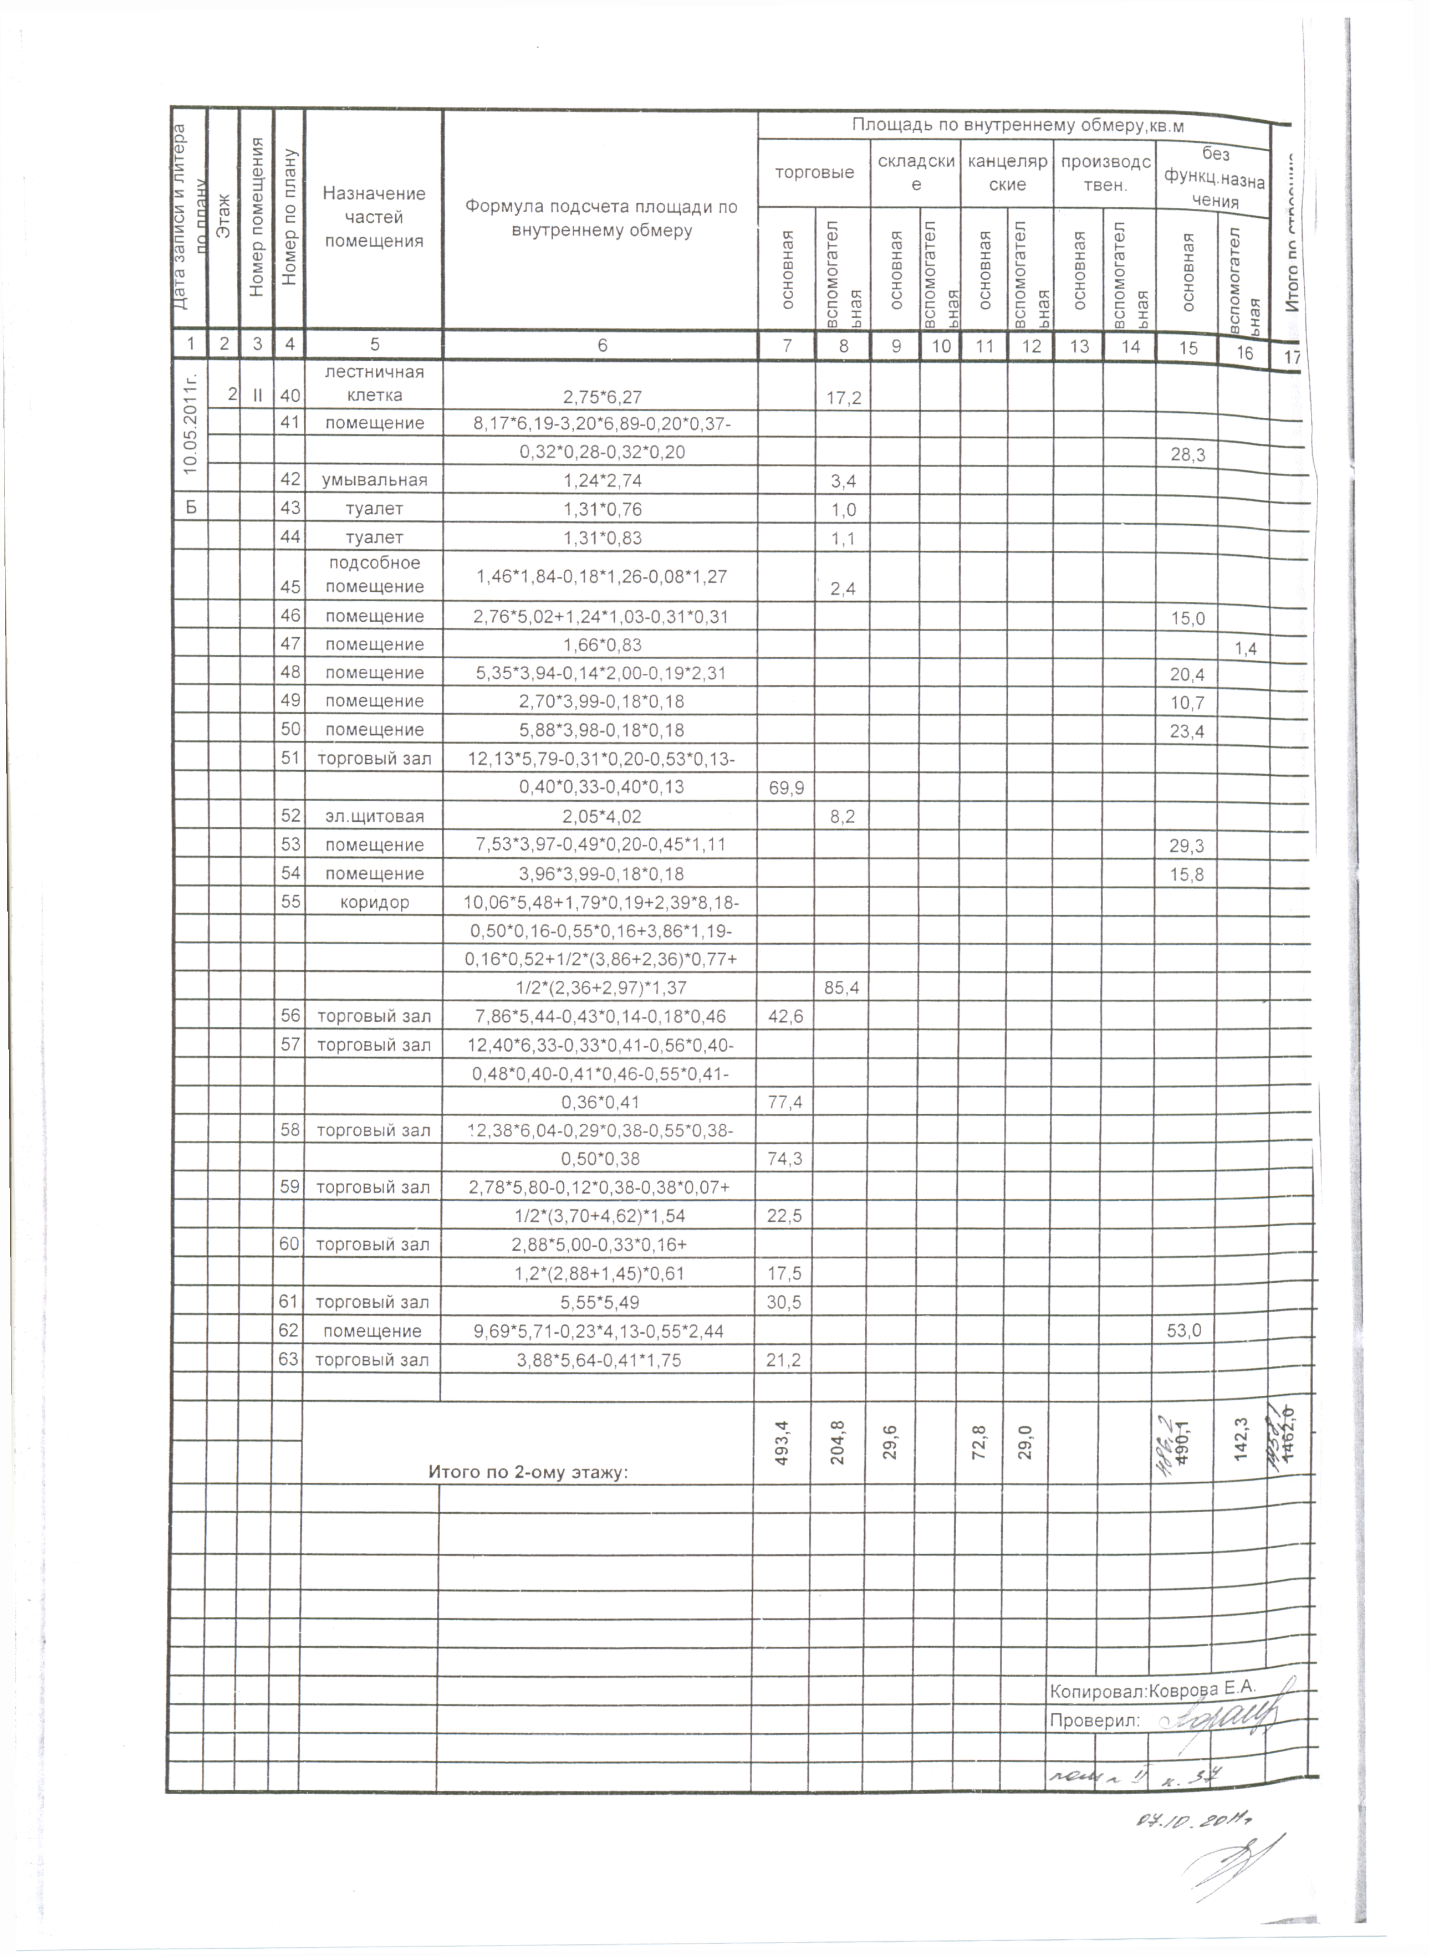 Дата записи и литера по плану
Этаж
Номер помещения
Номер по плану
Назначение частей помещения
Формула подсчета площади по внутреннему обмеру
Площадь по внутреннему обмеру,кв.м
торговые складские канцелярские производствен. без функц.назначения
основная вспомогательная основная вспомогательная основная вспомогательная основная вспомогательная основная вспомогательная
Итого по строению
1 2 3 4 5 6 7 8 9 10 11 12 13 14 15 16 17
10.05.2011г.
2 II 40 лестничная клетка 2,75*6,27 17,2
41 помещение 8,17*6,19-3,20*6,89-0,20*0,37-
0,32*0,28-0,32*0,20 28,3
42 умывальная 1,24*2,74 3,4
Б 43 туалет 1,31*0,76 1,0
44 туалет 1,31*0,83 1,1
45 подсобное помещение 1,46*1,84-0,18*1,26-0,08*1,27 2,4
46 помещение 2,76*5,02+1,24*1,03-0,31*0,31 15,0
47 помещение 1,66*0,83 1,4
48 помещение 5,35*3,94-0,14*2,00-0,19*2,31 20,4
49 помещение 2,70*3,99-0,18*0,18 10,7
50 помещение 5,88*3,98-0,18*0,18 23,4
51 торговый зал 12,13*5,79-0,31*0,20-0,53*0,13-
0,40*0,33-0,40*0,13 69,9
52 эл.щитовая 2,05*4,02 8,2
53 помещение 7,53*3,97-0,49*0,20-0,45*1,11 29,3
54 помещение 3,96*3,99-0,18*0,18 15,8
55 коридор 10,06*5,48+1,79*0,19+2,39*8,18-
0,50*0,16-0,55*0,16+3,86*1,19-
0,16*0,52+1/2*(3,86+2,36)*0,77+
1/2*(2,36+2,97)*1,37 85,4
56 торговый зал 7,86*5,44-0,43*0,14-0,18*0,46 42,6
57 торговый зал 12,40*6,33-0,33*0,41-0,56*0,40-
0,48*0,40-0,41*0,46-0,55*0,41-
0,36*0,41 77,4
58 торговый зал 12,38*6,04-0,29*0,38-0,55*0,38-
0,50*0,38 74,3
59 торговый зал 2,78*5,80-0,12*0,38-0,38*0,07+
1/2*(3,70+4,62)*1,54 22,5
60 торговый зал 2,88*5,00-0,33*0,16+
1,2*(2,88+1,45)*0,61 17,5
61 торговый зал 5,55*5,49 30,5
62 помещение 9,69*5,71-0,23*4,13-0,55*2,44 53,0
63 торговый зал 3,88*5,64-0,41*1,75 21,2
Итого по 2-ому этажу: 493,4 204,8 29,6 72,8 29,0 486,2 490,1 142,3 1458,1 1462,0
Копировал:Коврова Е.А.
Проверил:
II к. 37
07.10.2011г